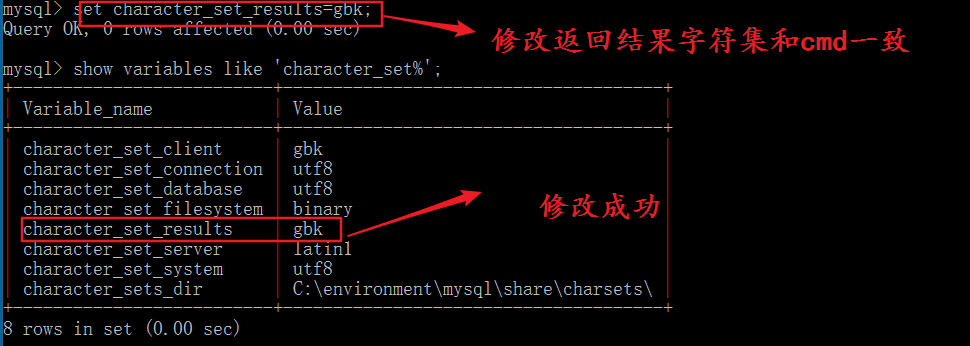 mysql> set character_set_results=gbk;
Query OK, 0 rows affected (0.00 sec)
修改返回结果字符集和cmd一致
mysql> show variables like 'character_set%';
+--------------------------+---------------------------------+
| Variable_name | Value |
+--------------------------+---------------------------------+
| character_set_client | gbk |
| character_set_connection | utf8 |
| character_set_database | utf8 |
| character_set_filesystem | binary |
修改成功
| character_set_results | gbk |
| character_set_server | latin1 |
| character_set_system | utf8 |
| character_sets_dir | C:\environment\mysql\share\charsets\ |
+--------------------------+---------------------------------+
8 rows in set (0.00 sec)